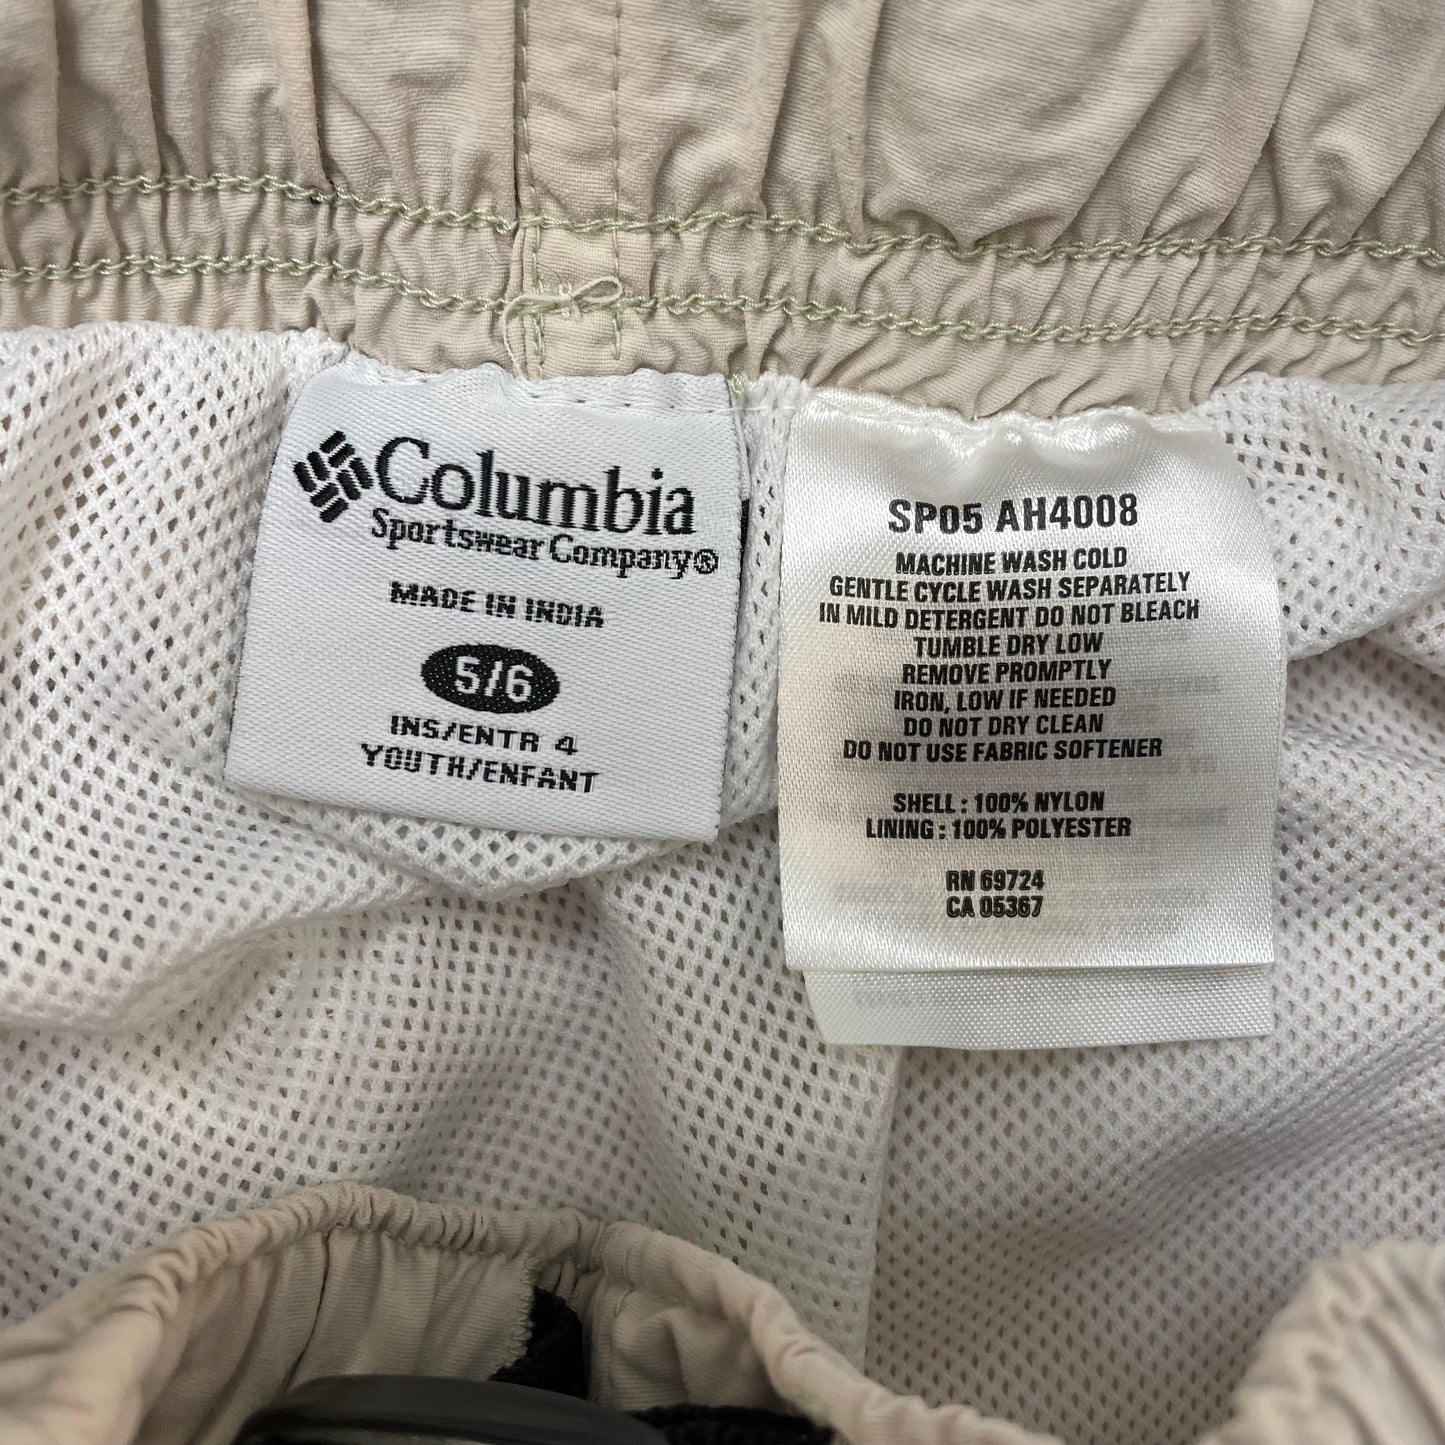 Columbia
Sportswear Company®
MADE IN INDIA
5/6
INS/ENTR 4
YOUTH/ENFANT
SP05 AH4008
MACHINE WASH COLD
GENTLE CYCLE WASH SEPARATELY
IN MILD DETERGENT DO NOT BLEACH
TUMBLE DRY LOW
REMOVE PROMPTLY
IRON, LOW IF NEEDED
DO NOT DRY CLEAN
DO NOT USE FABRIC SOFTENER
SHELL : 100% NYLON
LINING : 100% POLYESTER
RN 69724
CA 05367